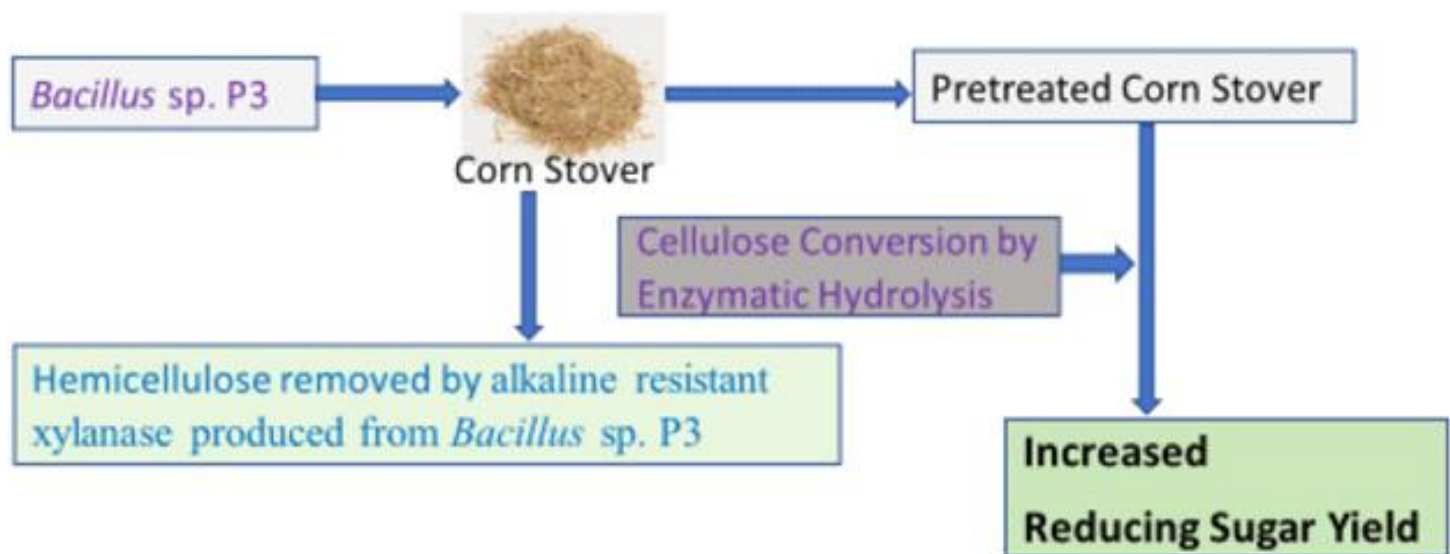 Bacillus sp. P3
Corn Stover
Pretreated Corn Stover
Cellulose Conversion by
Enzymatic Hydrolysis
Hemicellulose removed by alkaline resistant
xylanase produced from Bacillus sp. P3
Increased
Reducing Sugar Yield